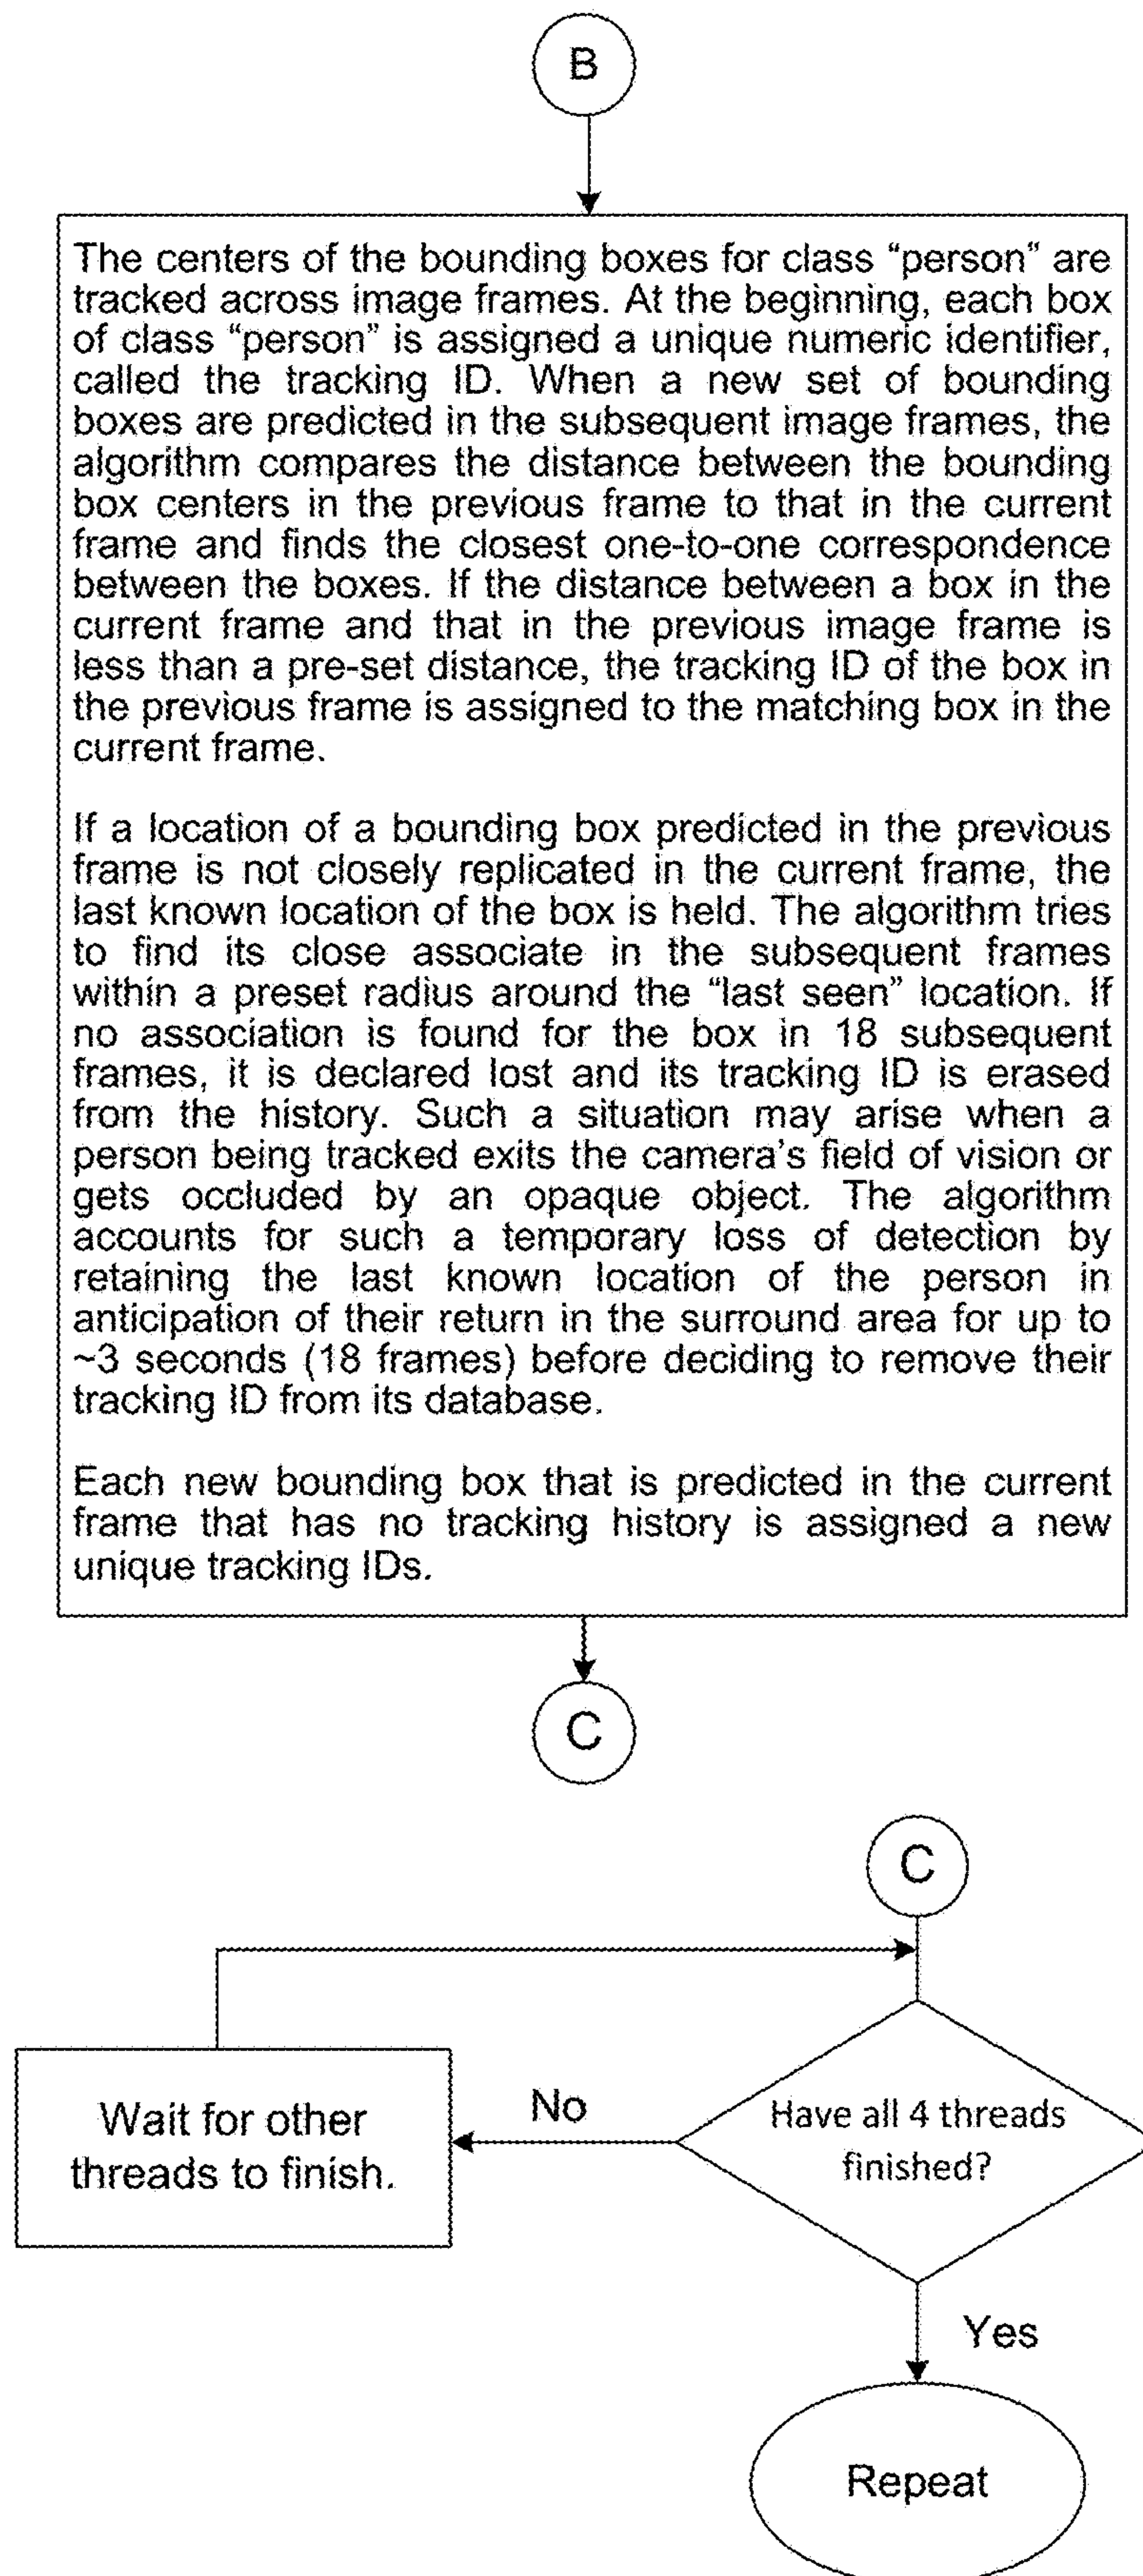 B
The centers of the bounding boxes for class “person” are
tracked across image frames. At the beginning, each box
of class “person” is assigned a unique numeric identifier,
called the tracking ID. When a new set of bounding
boxes are predicted in the subsequent image frames, the
algorithm compares the distance between the bounding
box centers in the previous frame to that in the current
frame and finds the closest one-to-one correspondence
between the boxes. If the distance between a box in the
current frame and that in the previous image frame is
less than a pre-set distance, the tracking ID of the box in
the previous frame is assigned to the matching box in the
current frame.
If a location of a bounding box predicted in the previous
frame is not closely replicated in the current frame, the
last known location of the box is held. The algorithm tries
to find its close associate in the subsequent frames
within a preset radius around the “last seen” location. If
no association is found for the box in 18 subsequent
frames, it is declared lost and its tracking ID is erased
from the history. Such a situation may arise when a
person being tracked exits the camera’s field of vision or
gets occluded by an opaque object. The algorithm
accounts for such a temporary loss of detection by
retaining the last known location of the person in
anticipation of their return in the surround area for up to
~3 seconds (18 frames) before deciding to remove their
tracking ID from its database.
Each new bounding box that is predicted in the current
frame that has no tracking history is assigned a new
unique tracking IDs.
C
C
Have all 4 threads
finished?
No
Wait for other
threads to finish.
Yes
Repeat